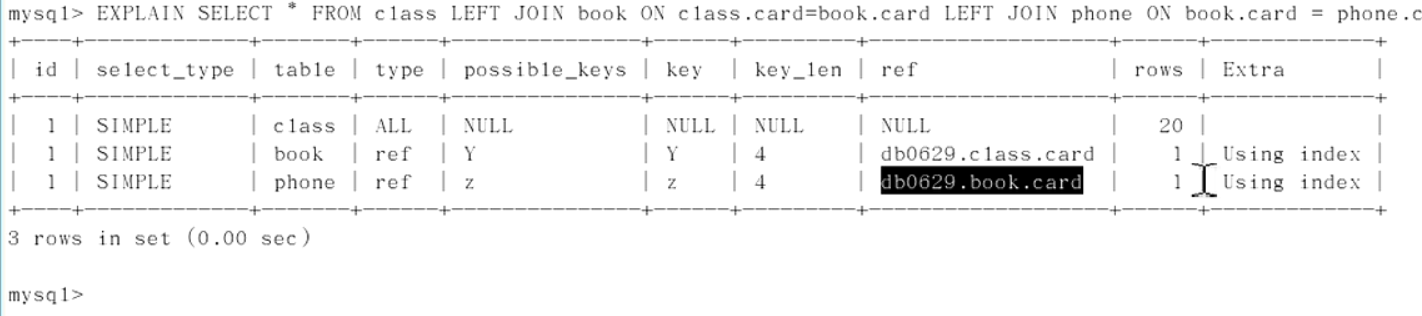 mysql> EXPLAIN SELECT * FROM class LEFT JOIN book ON class.card=book.card LEFT JOIN phone ON book.card = phone.c
+----+-------------+-------+------+---------------+------+---------+-------------------+------+-------------+
| id | select_type | table | type | possible_keys | key | key_len | ref | rows | Extra |
+----+-------------+-------+------+---------------+------+---------+-------------------+------+-------------+
| 1 | SIMPLE | class | ALL | NULL | NULL | NULL | NULL | 20 | |
| 1 | SIMPLE | book | ref | Y | Y | 4 | db0629.class.card | 1 | Using index |
| 1 | SIMPLE | phone | ref | z | z | 4 | db0629.book.card | 1 | Using index |
+----+-------------+-------+------+---------------+------+---------+-------------------+------+-------------+
3 rows in set (0.00 sec)
mysql>